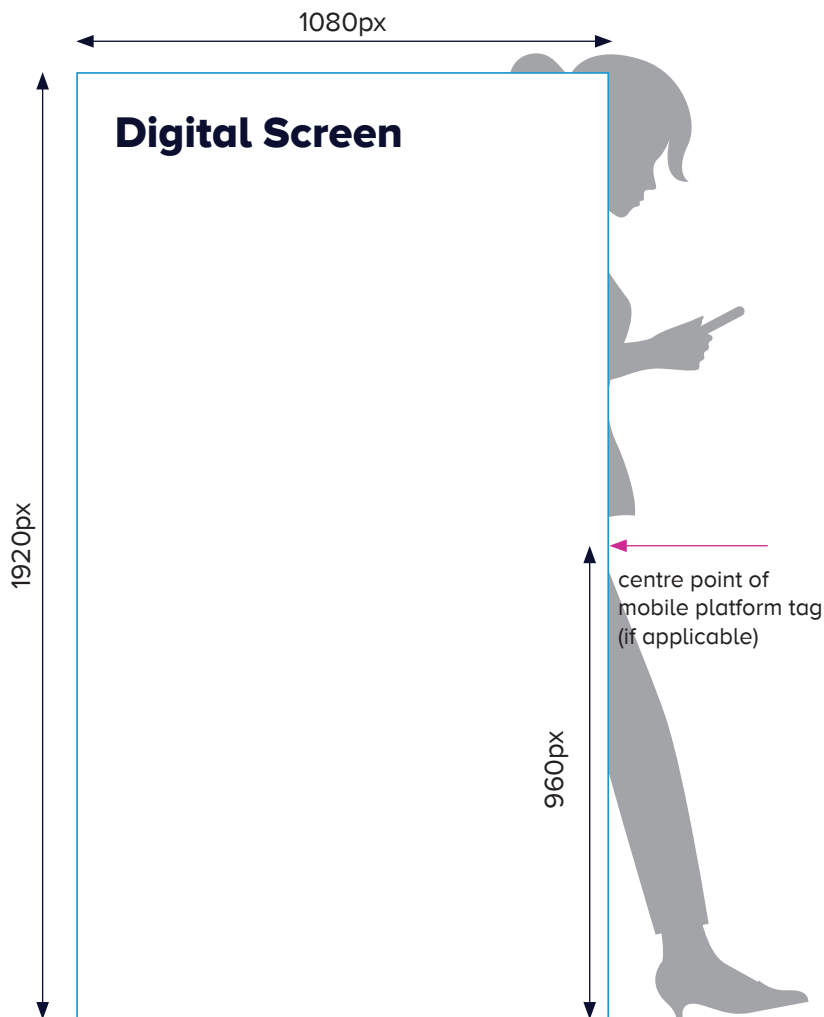 1080px
Digital Screen
1920px
centre point of
mobile platform tag
(if applicable)
960px